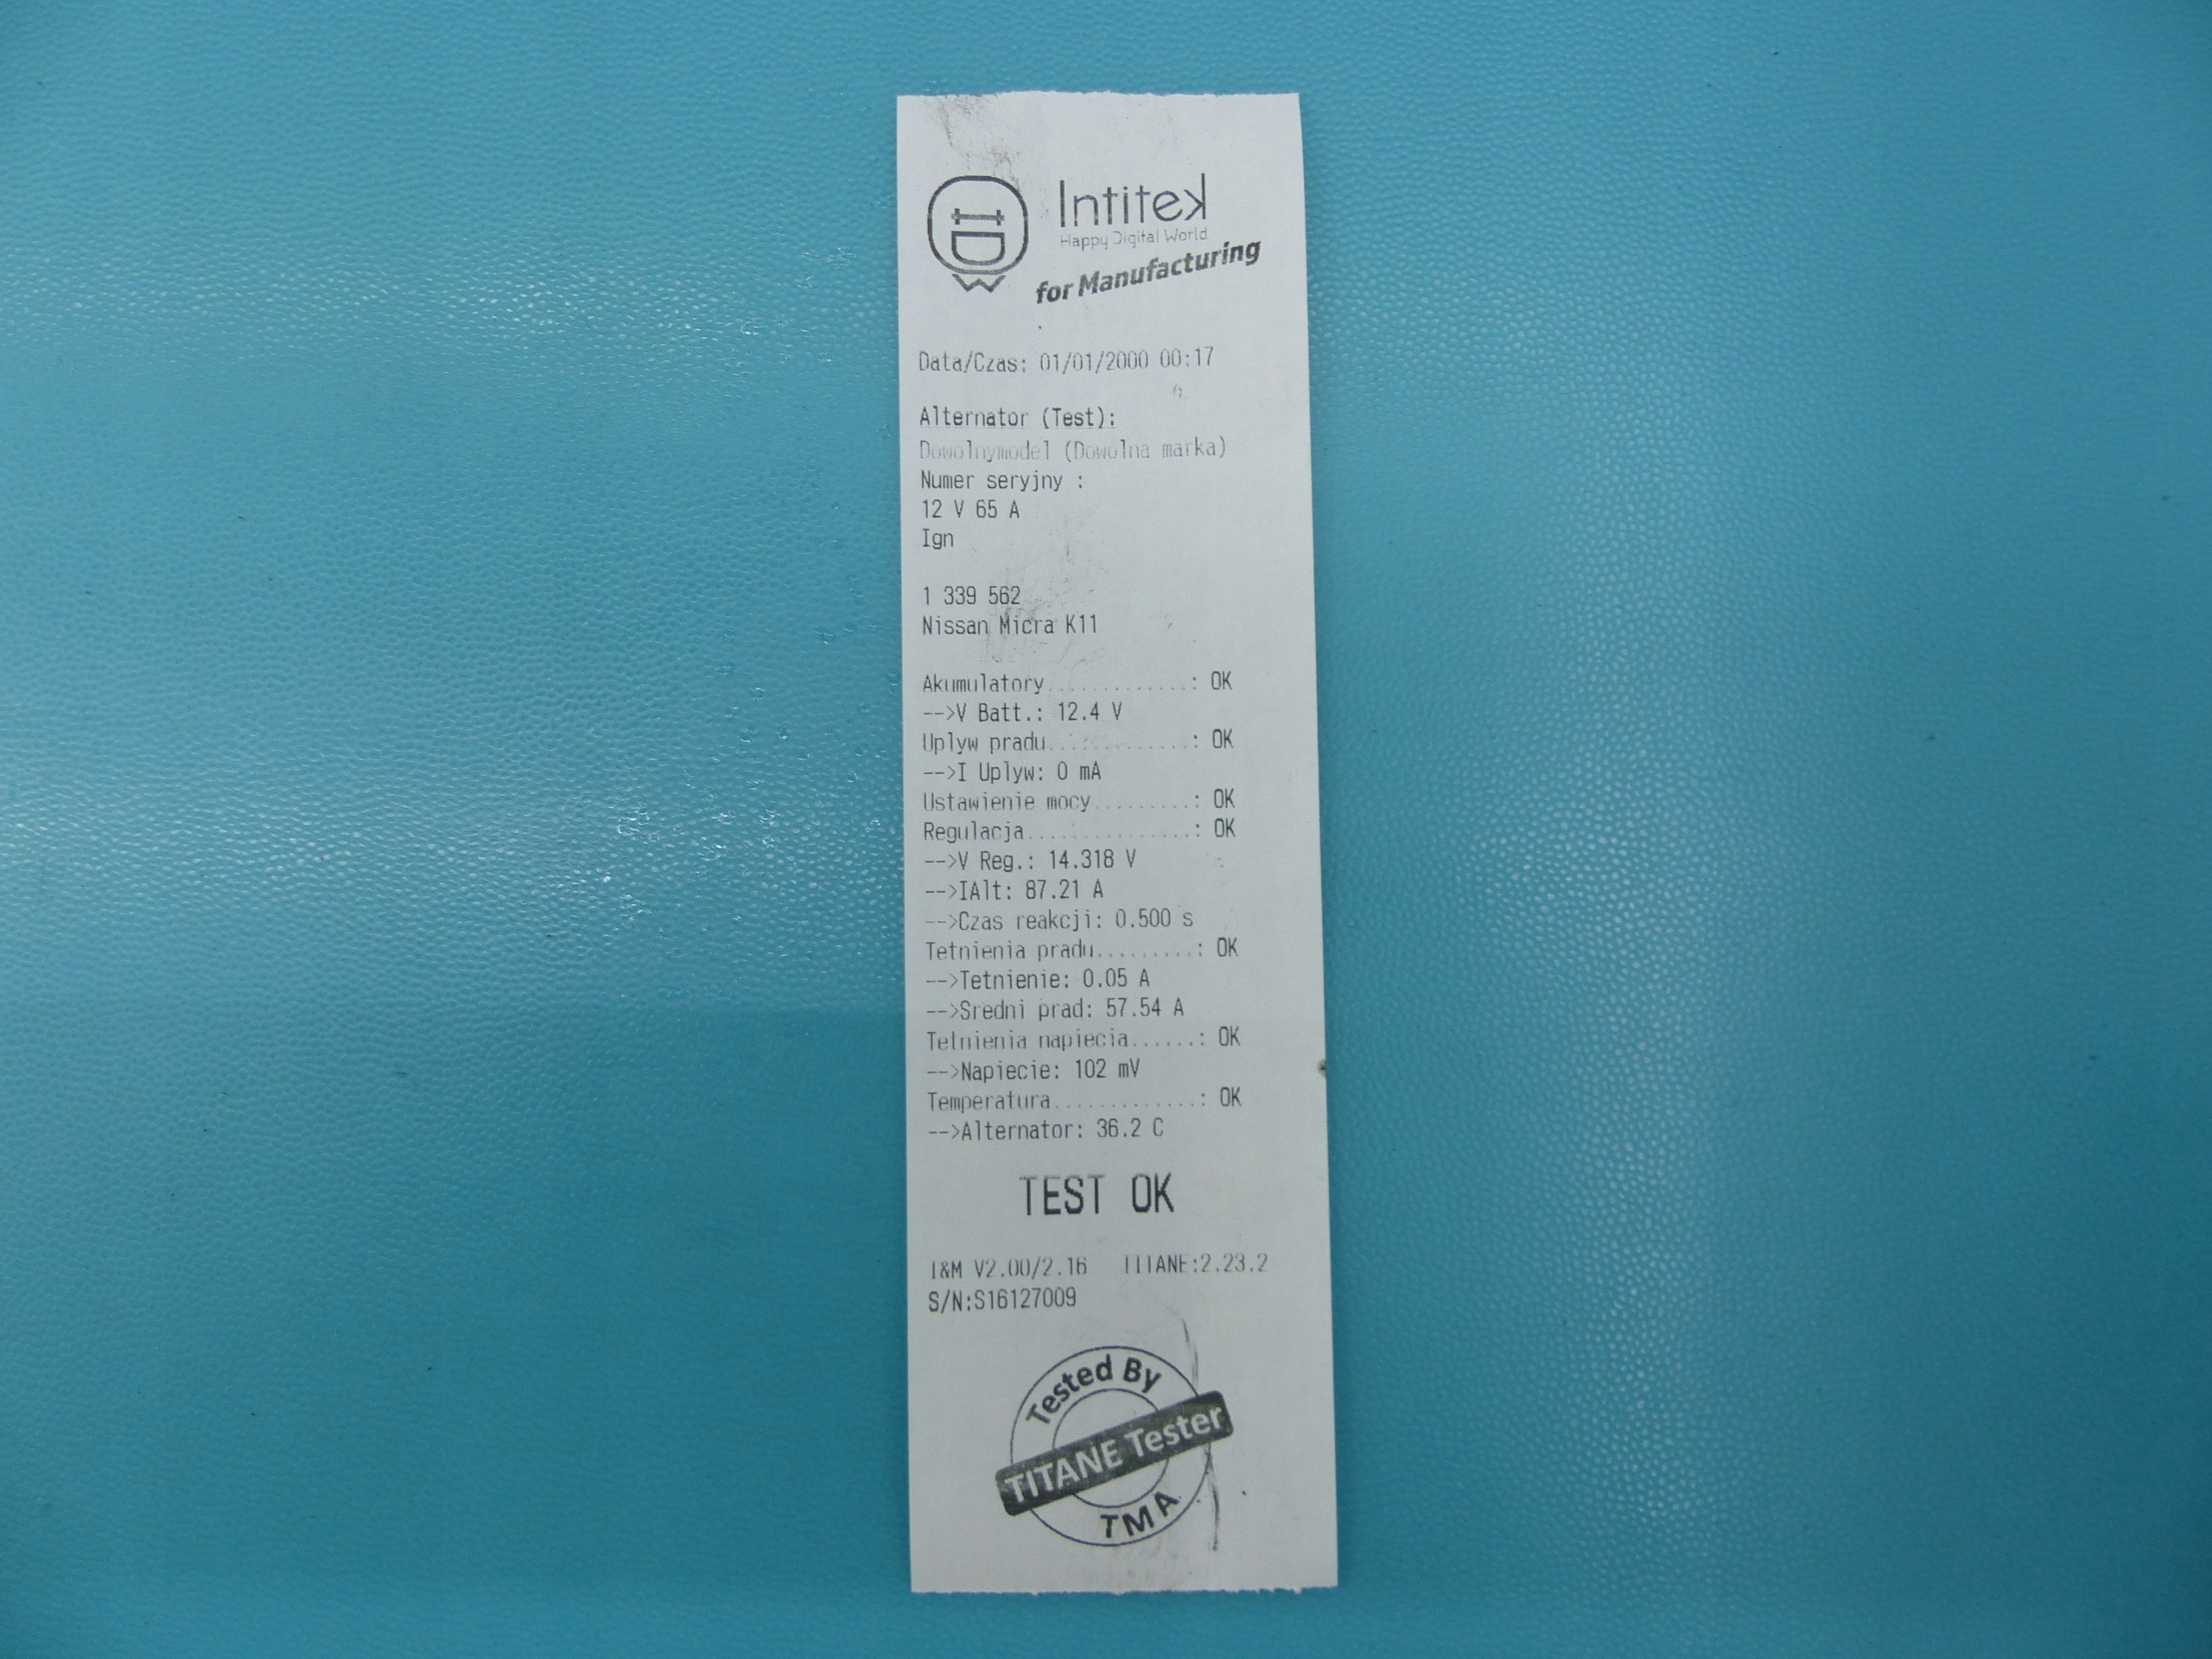 Intitek
Happy Digital World
for Manufacturing
Data/Czas: 01/01/2000 00:17
Alternator (Test):
Dowolnymodel (Dowolna marka)
Numer seryjny :
12 V 65 A
Ign
1 339 562
Nissan Micra K11
Akumulatory.............: OK
-->V Batt.: 12.4 V
Uplyw pradu.............: OK
-->I Uplyw: 0 mA
Ustawienie mocy.........: OK
Regulacja...............: OK
-->V Reg.: 14.318 V
-->IAlt: 87.21 A
-->Czas reakcji: 0.500 s
Tetnienia pradu.........: OK
-->Tetnienie: 0.05 A
-->Sredni prad: 57.54 A
Tetnienia napiecia......: OK
-->Napiecie: 102 mV
Temperatura.............: OK
-->Alternator: 36.2 C
TEST OK
I&M V2.00/2.16 TITANE:2.23.2
S/N:S16127009
Tested By
TITANE Tester
TMA